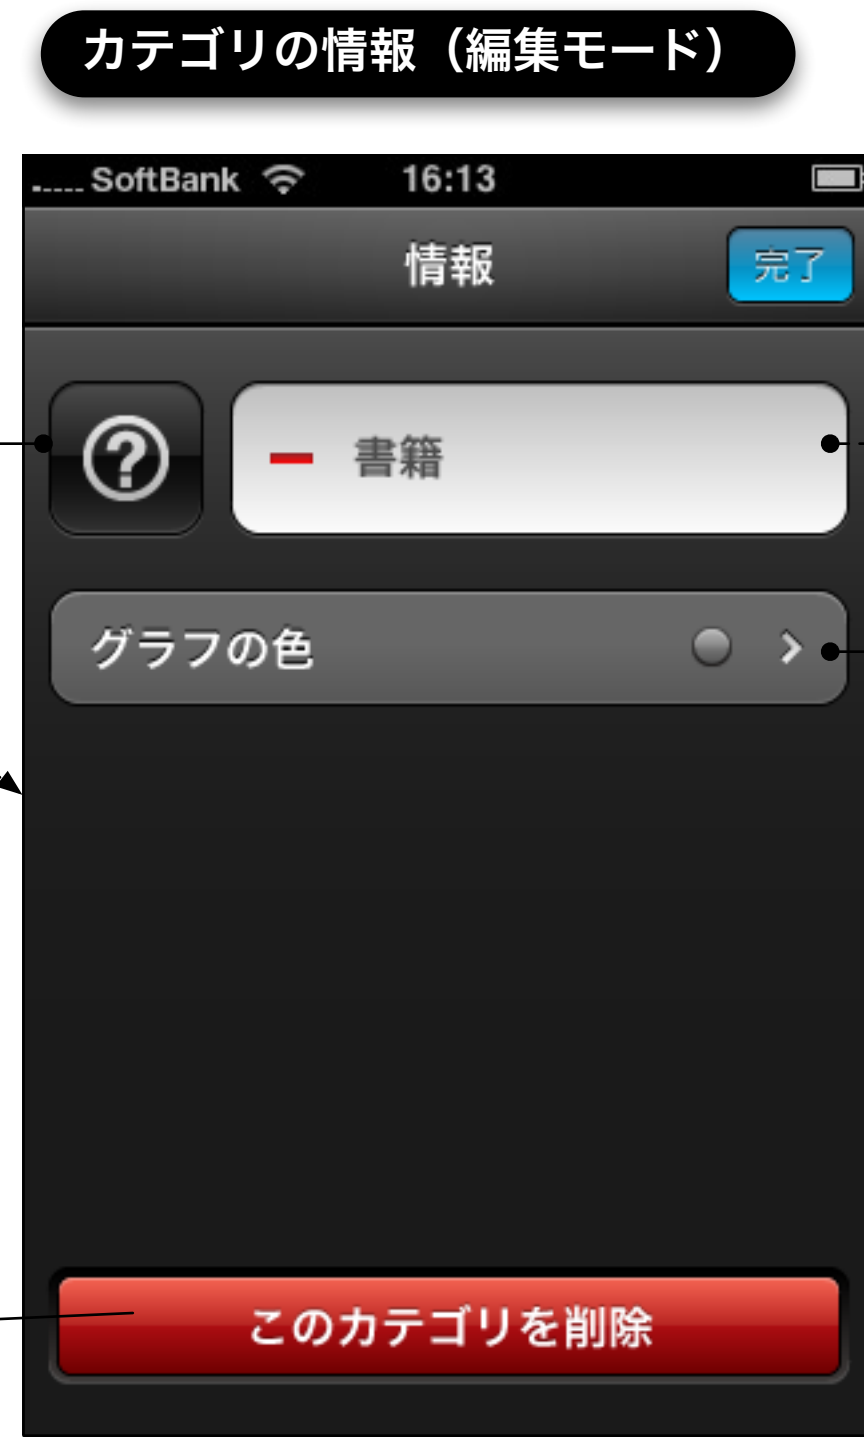 カテゴリの情報（編集モード）
SoftBank 16:13
情報
完了
書籍
グラフの色
このカテゴリを削除